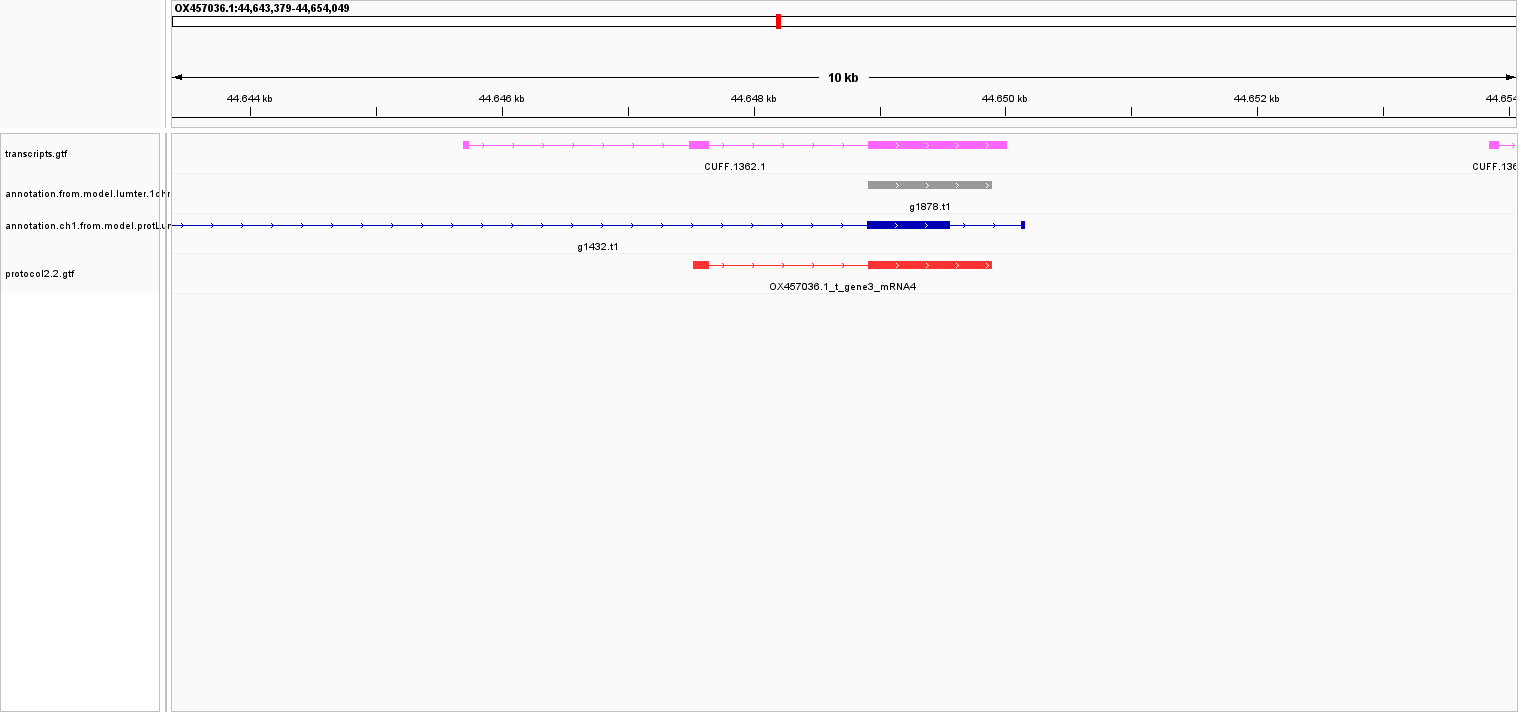 OX457036.1:44,643,379-44,654,049
10 kb
44.644 kb 44.646 kb 44.648 kb 44.650 kb 44.652 kb 44.654
transcripts.gtf
CUFF.1362.1 CUFF.136
annotation.from.model.lumter.1chr
g1878.t1
annotation.ch1.from.model.protLur
g1432.t1
protocol2.2.gtf
OX457036.1_t_gene3_mRNA4